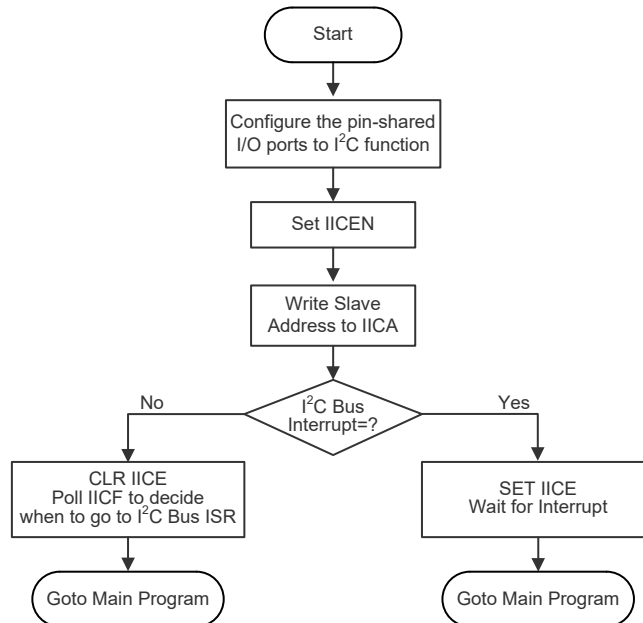 Start
Configure the pin-shared
I/O ports to I²C function
Set IICEN
Write Slave
Address to IICA
I²C Bus
Interrupt=?
No
Yes
CLR IICE
Poll IICF to decide
when to go to I²C Bus ISR
SET IICE
Wait for Interrupt
Goto Main Program
Goto Main Program